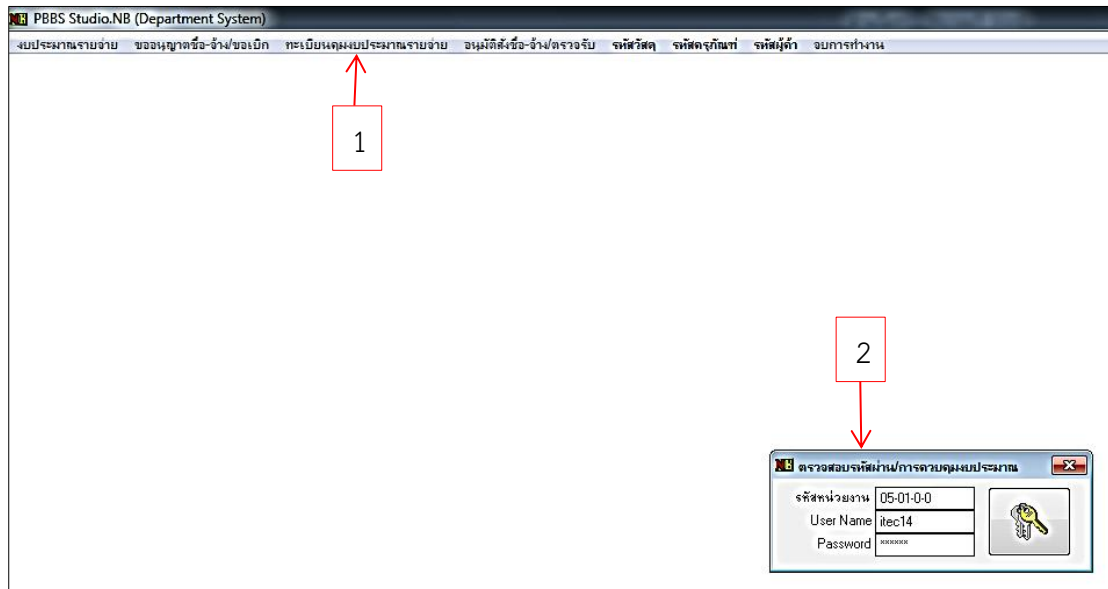 PBBS Studio.NB (Department System)
งบประมาณรายจ่าย ขออนุญาตซื้อ-จ้าง/ขอเบิก ทะเบียนคุมงบประมาณรายจ่าย อนุมัติสั่งซื้อ-จ้าง/ตรวจรับ รหัสวัสดุ รหัสครุภัณฑ์ รหัสผู้ค้า จบการทำงาน
1
2
ตรวจสอบรหัสผ่าน/การควบคุมงบประมาณ
รหัสหน่วยงาน 05-01-0-0
User Name itec14
Password ××××××